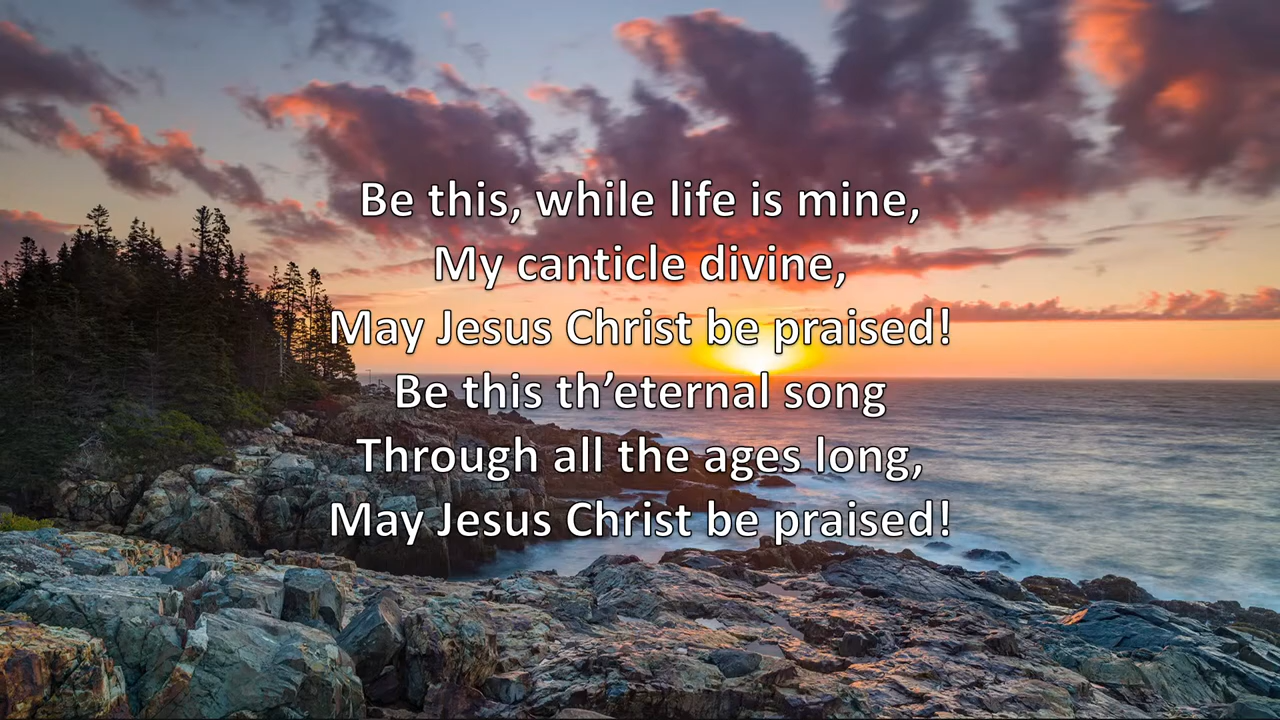 Be this, while life is mine,
My canticle divine,
May Jesus Christ be praised!
Be this th’eternal song
Through all the ages long,
May Jesus Christ be praised!